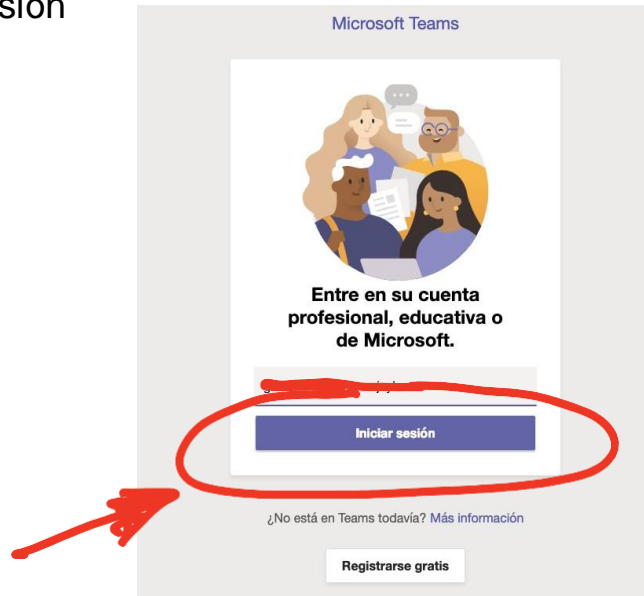 sión
Microsoft Teams
Entre en su cuenta
profesional, educativa o
de Microsoft.
Iniciar sesión
¿No está en Teams todavía? Más información
Registrarse gratis